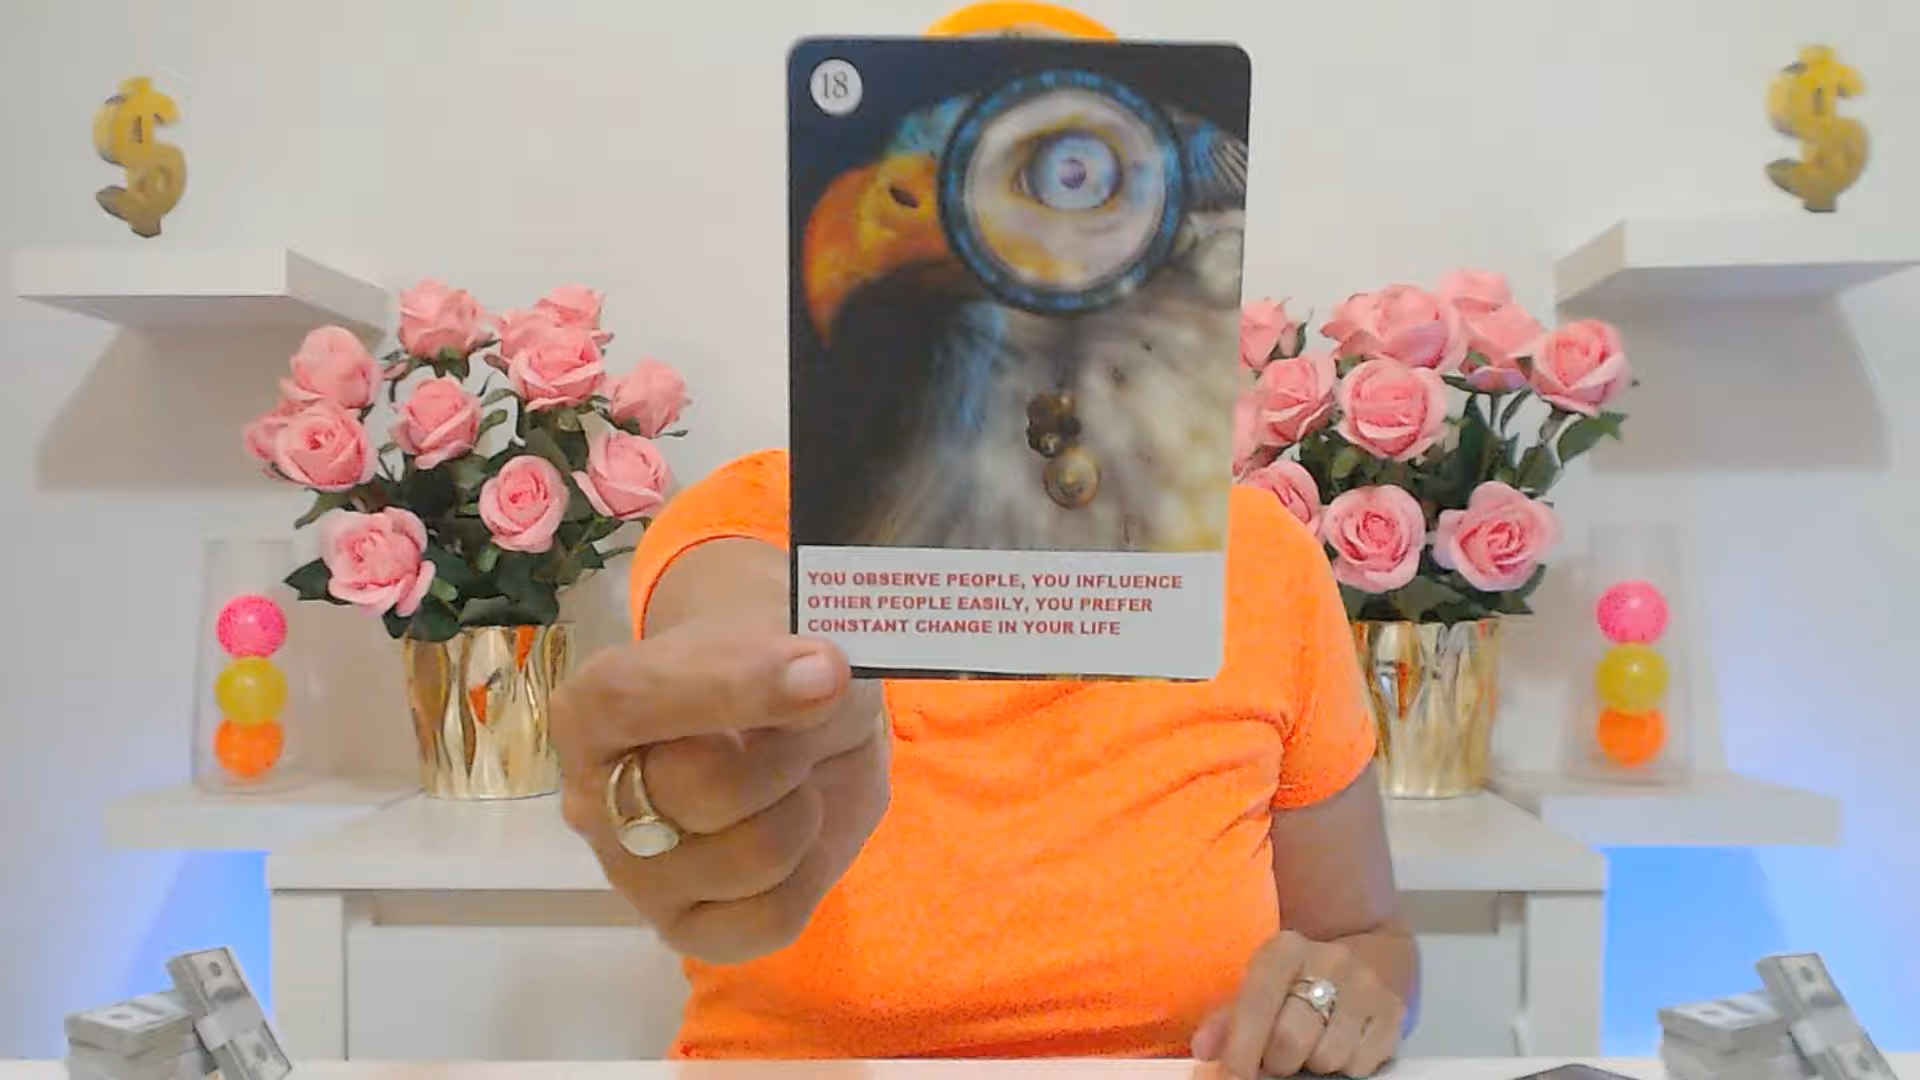 18
YOU OBSERVE PEOPLE, YOU INFLUENCE
OTHER PEOPLE EASILY, YOU PREFER
CONSTANT CHANGE IN YOUR LIFE